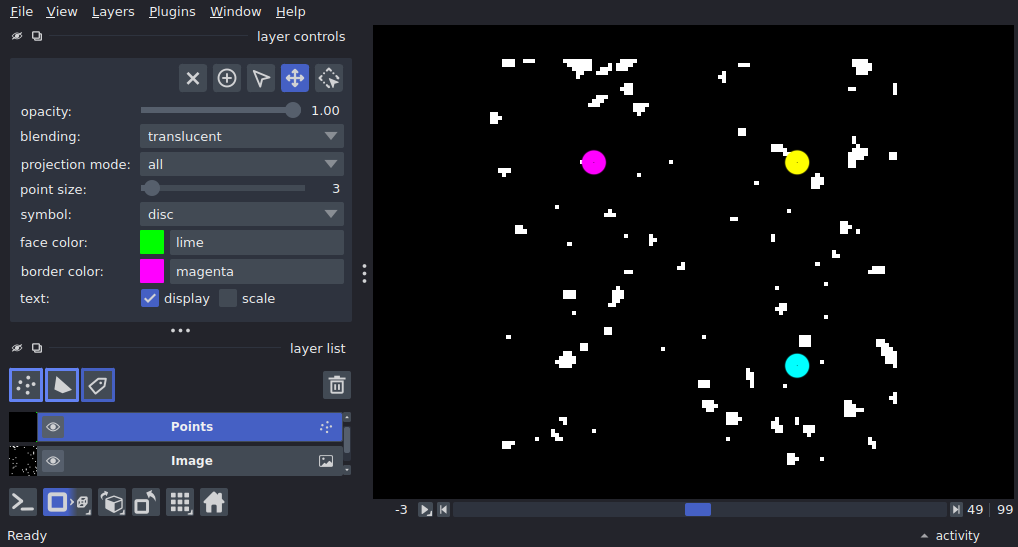 File View Layers Plugins Window Help
layer controls
opacity: 1.00
blending: translucent
projection mode: all
point size: 3
symbol: disc
face color: lime
border color: magenta
text: display scale
layer list
Points
Image
-3 49 99
Ready activity